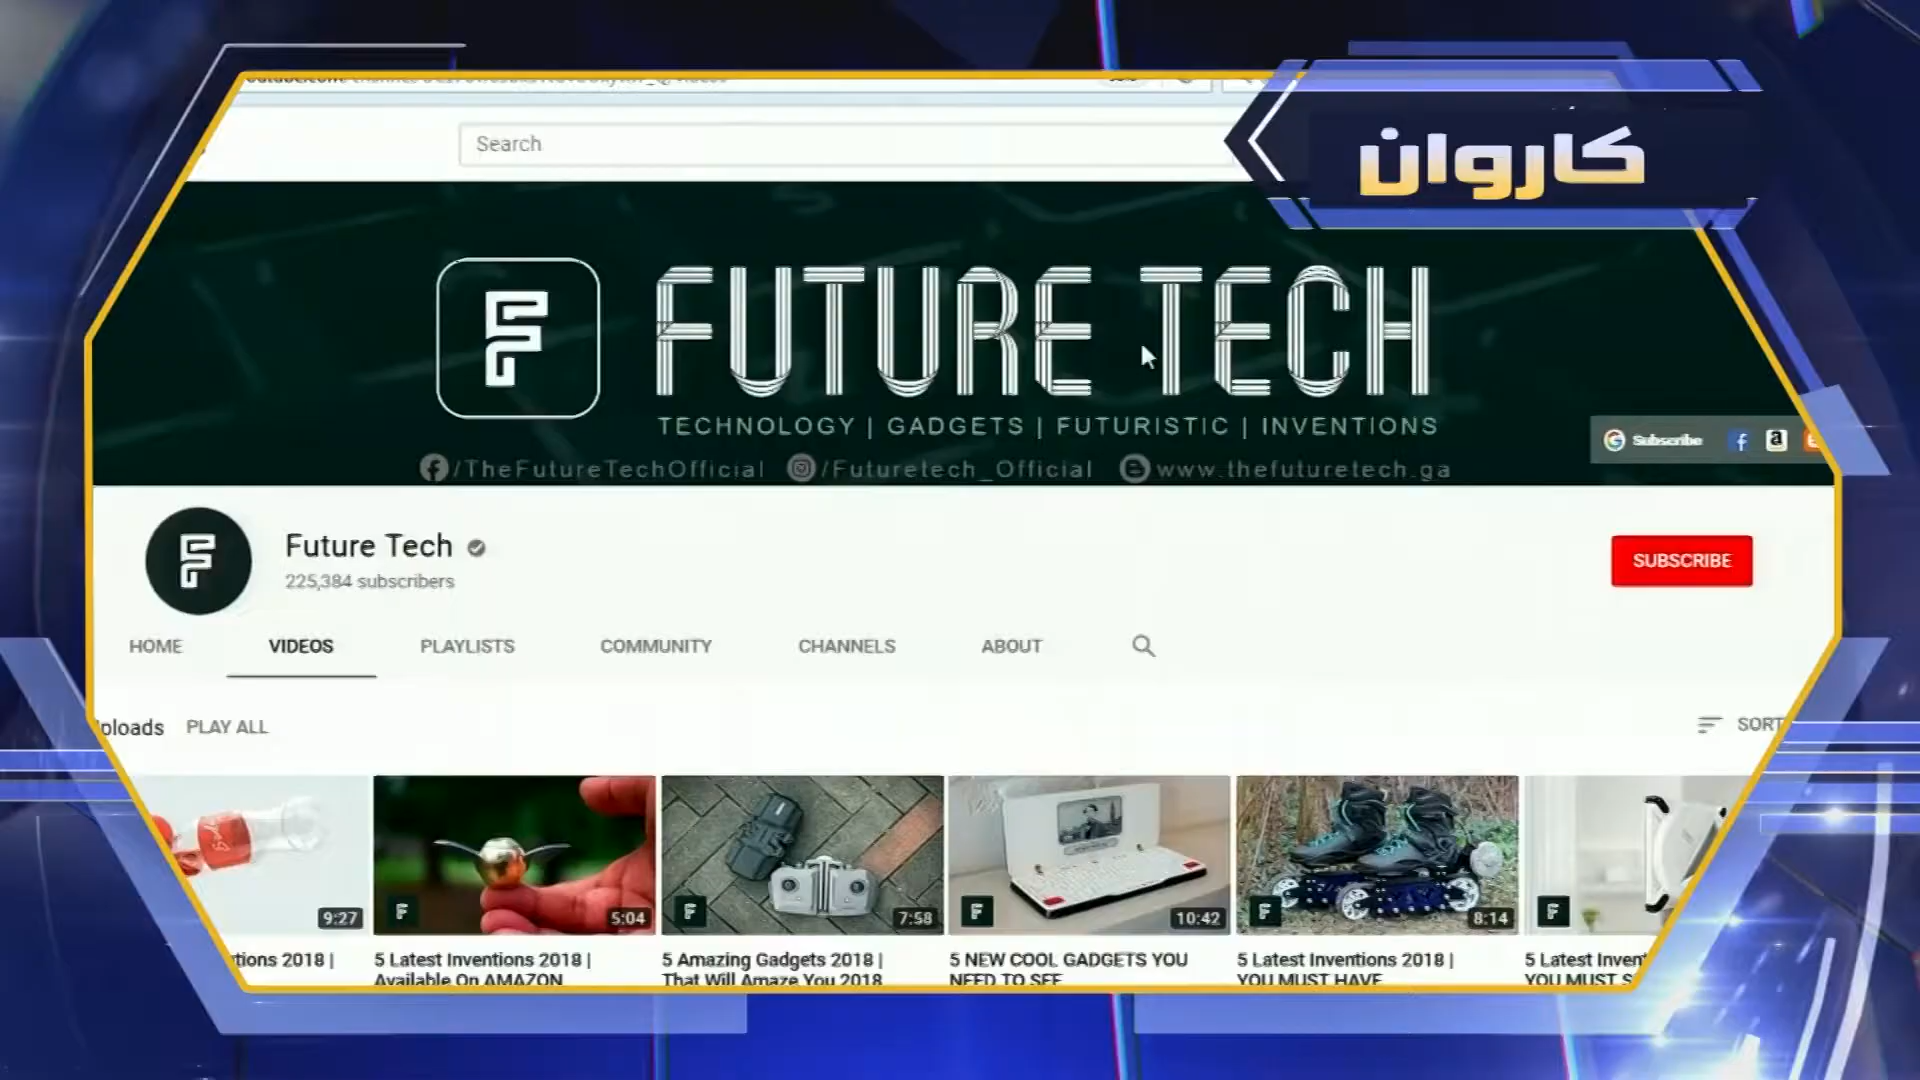 کاروان
Search
FUTURE TECH
TECHNOLOGY | GADGETS | FUTURISTIC | INVENTIONS
/TheFutureTechOfficial /Futuretech_Official www.thefuturetech.ga
Subscribe
Future Tech
225,384 subscribers
SUBSCRIBE
HOME VIDEOS PLAYLISTS COMMUNITY CHANNELS ABOUT
ploads PLAY ALL SORT
9:27 5:04 7:58 10:42 8:14
tions 2018 |
5 Latest Inventions 2018 |
Available On AMAZON
5 Amazing Gadgets 2018 |
That Will Amaze You 2018
5 NEW COOL GADGETS YOU
NEED TO SEE
5 Latest Inventions 2018 |
YOU MUST HAVE
5 Latest Invent
YOU MUST S